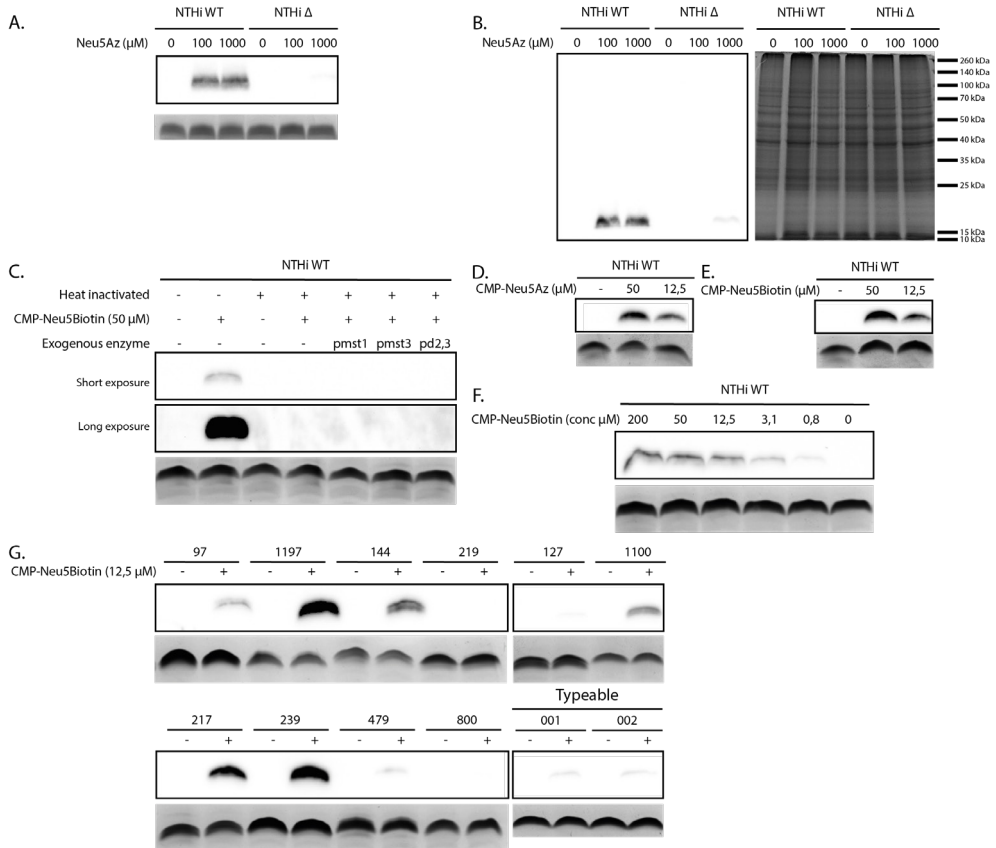 A.
NTHi WT NTHi Δ
Neu5Az (µM) 0 100 1000 0 100 1000
B.
NTHi WT NTHi Δ NTHi WT NTHi Δ
Neu5Az (µM) 0 100 1000 0 100 1000 0 100 1000 0 100 1000
260 kDa
140 kDa
100 kDa
70 kDa
50 kDa
40 kDa
35 kDa
25 kDa
15 kDa
10 kDa
C.
NTHi WT
Heat inactivated - - + + + + +
CMP-Neu5Biotin (50 µM) - + - + + + +
Exogenous enzyme - - - - pmst1 pmst3 pd2,3
Short exposure
Long exposure
D.
NTHi WT
CMP-Neu5Az (µM) - 50 12,5
E.
NTHi WT
CMP-Neu5Biotin (µM) - 50 12,5
F.
NTHi WT
CMP-Neu5Biotin (conc µM) 200 50 12,5 3,1 0,8 0
G.
97 1197 144 219 127 1100
CMP-Neu5Biotin (12,5 µM) - + - + - + - + - + - +
Typeable
217 239 479 800 001 002
- + - + - + - + - + - +